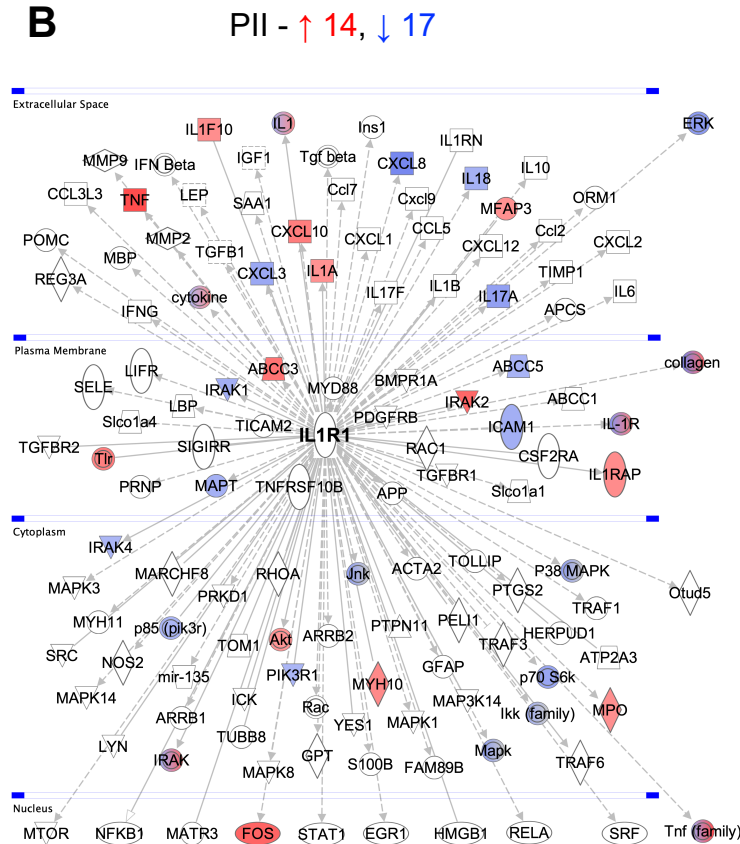 B
PII - ↑ 14, ↓ 17
Extracellular Space
IL1F10
IL1
Ins1
ERK
MMP9
IFN Beta
IGF1
Tgf beta
CXCL8
IL1RN
IL18
IL10
CCL3L3
TNF
LEP
SAA1
Ccl7
Cxcl9
MFAP3
ORM1
POMC
MBP
MMP2
TGFB1
CXCL10
CXCL1
CCL5
CXCL12
Ccl2
CXCL2
REG3A
CXCL3
IL1A
IL17F
IL1B
TIMP1
IL17A
IL6
IFNG
cytokine
APCS
Plasma Membrane
SELE
LIFR
IRAK1
ABCC3
MYD88
BMPR1A
ABCC5
collagen
LBP
IRAK2
ABCC1
Slco1a4
TICAM2
PDGFRB
ICAM1
IL-1R
TGFBR2
Tlr
SIGIRR
IL1R1
RAC1
CSF2RA
IL1RAP
PRNP
MAPT
TNFRSF10B
APP
TGFBR1
Slco1a1
Cytoplasm
IRAK4
MAPK3
MARCHF8
PRKD1
RHOA
Jnk
ACTA2
TOLLIP
P38 MAPK
PTGS2
Otud5
MYH11
p85 (pik3r)
TRAF1
SRC
NOS2
TOM1
Akt
ARRB2
PTPN11
PELI1
TRAF3
HERPUD1
ATP2A3
MAPK14
mir-135
PIK3R1
MYH10
GFAP
p70 S6k
ARRB1
ICK
Rac
YES1
MAPK1
MAP3K14
Ikk (family)
MPO
LYN
IRAK
TUBB8
MAPK8
GPT
S100B
FAM89B
Mapk
TRAF6
Nucleus
MTOR
NFKB1
MATR3
FOS
STAT1
EGR1
HMGB1
RELA
SRF
Tnf (family)